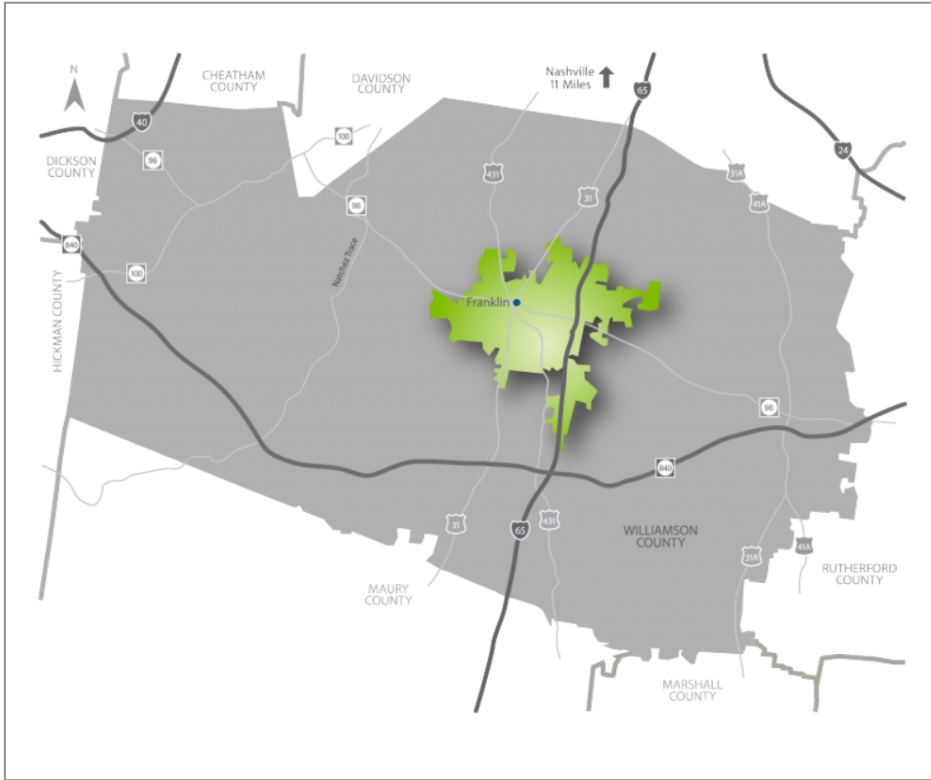 N
CHEATHAM
COUNTY
DAVIDSON
COUNTY
Nashville
11 Miles
65
40
100
24
DICKSON
COUNTY
96
431
31A
41A
31
96
840
Natchez Trace
100
HICKMAN COUNTY
Franklin
96
840
31
65
431
WILLIAMSON
COUNTY
41A
31A
RUTHERFORD
COUNTY
MAURY
COUNTY
MARSHALL
COUNTY